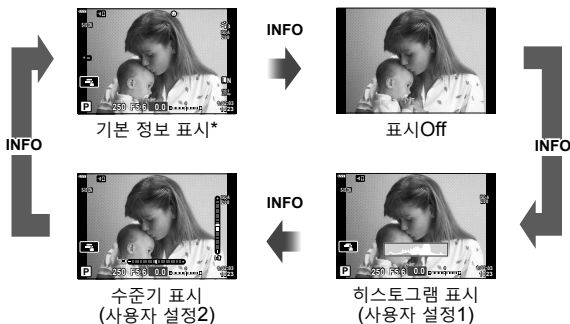 INFO
기본 정보 표시*
표시Off
INFO
INFO
P 250 F5.6 0.0
INFO
수준기 표시
(사용자 설정2)
히스토그램 표시
(사용자 설정1)
P 250 F5.6 0.0
P 250 F5.6 0.0